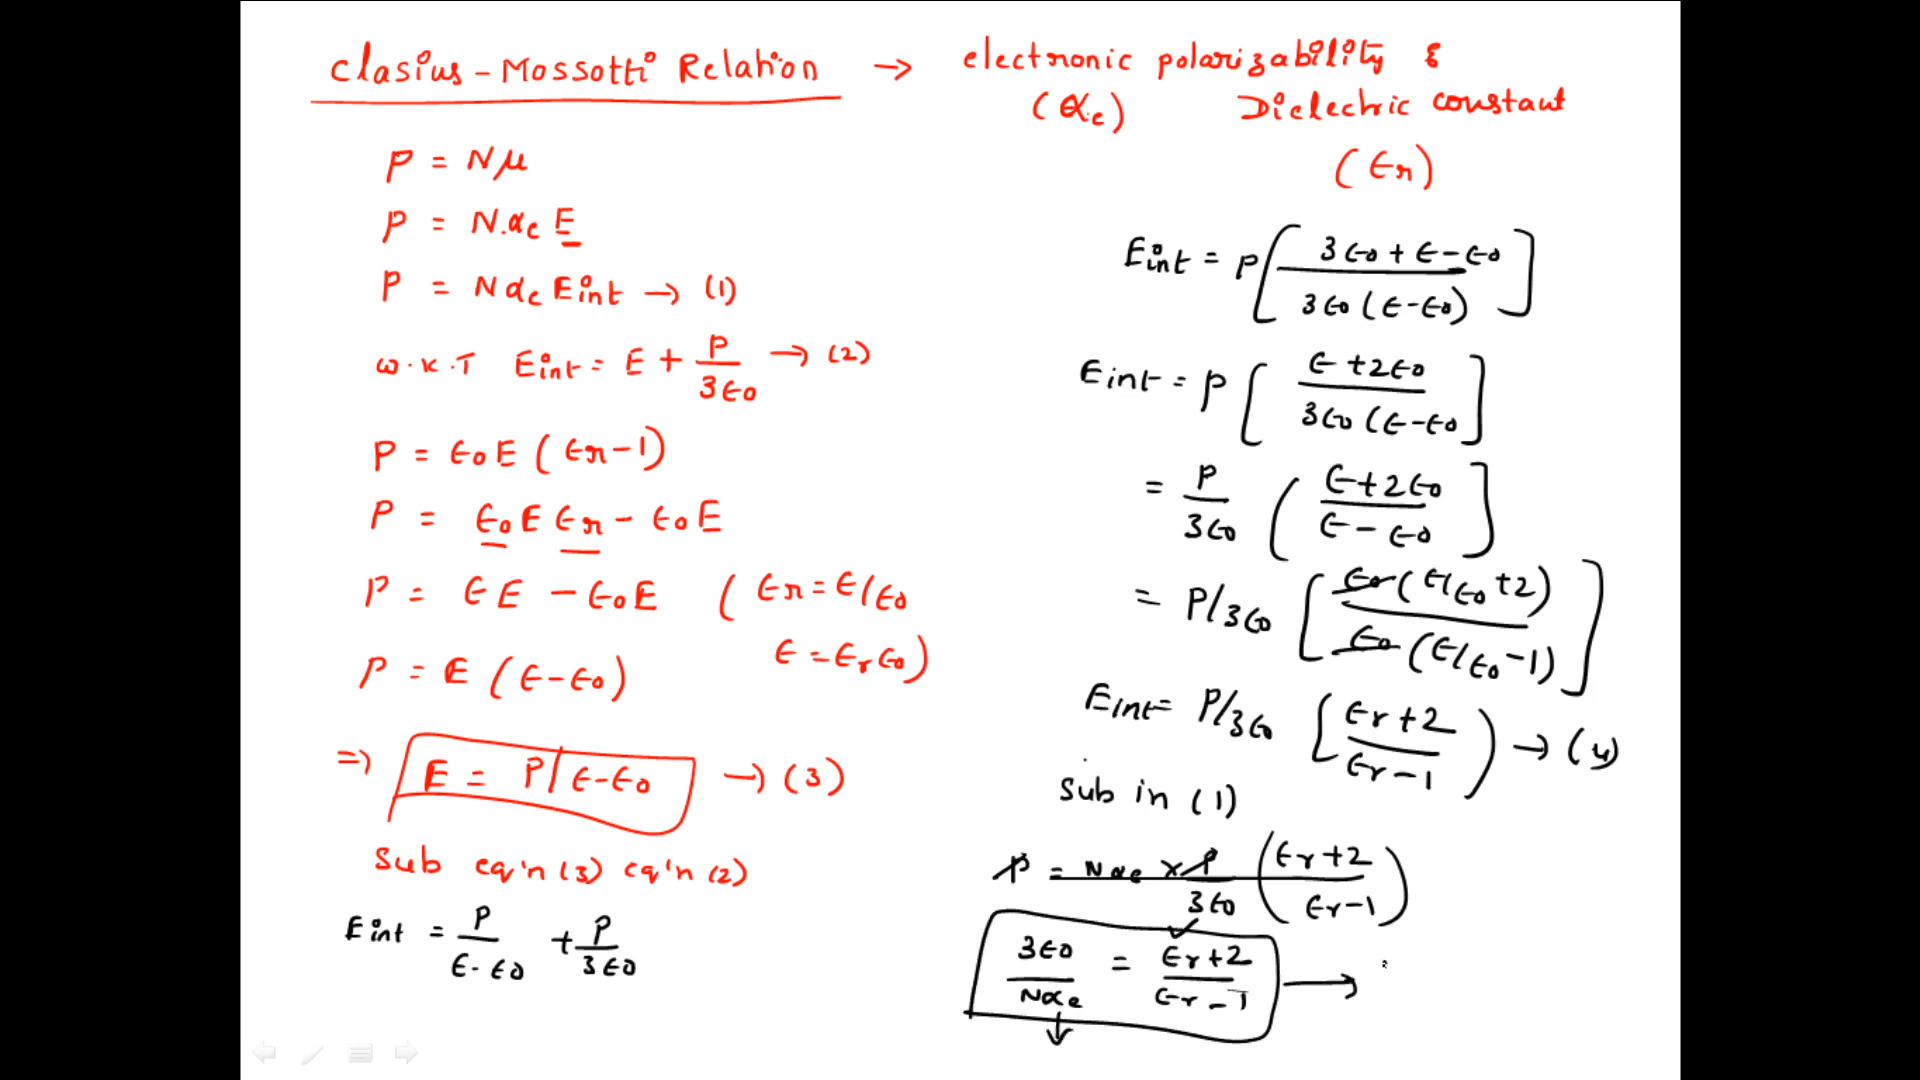 Clasius - Mossotti Relation → electronic polarizability &
(αe) Dielectric constant
(ϵr)
P = Nμ
P = N.αe E
P = N αe Eint → (1)
W.K.T Eint = E + P/3ϵ0 → (2)
P = ϵ0E (ϵr-1)
P = ϵ0 E ϵr - ϵ0E
P = ϵE - ϵ0E (ϵr = ϵ/ϵ0
ϵ = ϵrϵ0)
P = E (ϵ-ϵ0)
⇒ E = P/ϵ-ϵ0 → (3)
Sub eq'n (3) eq'n (2)
Eint = P/ϵ-ϵ0 + P/3ϵ0
Eint = P [3ϵ0+ϵ-ϵ0 / 3ϵ0(ϵ-ϵ0)]
Eint = P [ϵ+2ϵ0 / 3ϵ0(ϵ-ϵ0]
= P/3ϵ0 (ϵ+2ϵ0 / ϵ-ϵ0]
= P/3ϵ0 [ϵ0(ϵ/ϵ0+2) / ϵ0(ϵ/ϵ0-1)]
Eint = P/3ϵ0 [ϵr+2 / ϵr-1) → (4)
Sub in (1)
P = Nαe × P/3ϵ0 (ϵr+2 / ϵr-1)
3ϵ0/Nαe = ϵr+2/ϵr-1 →